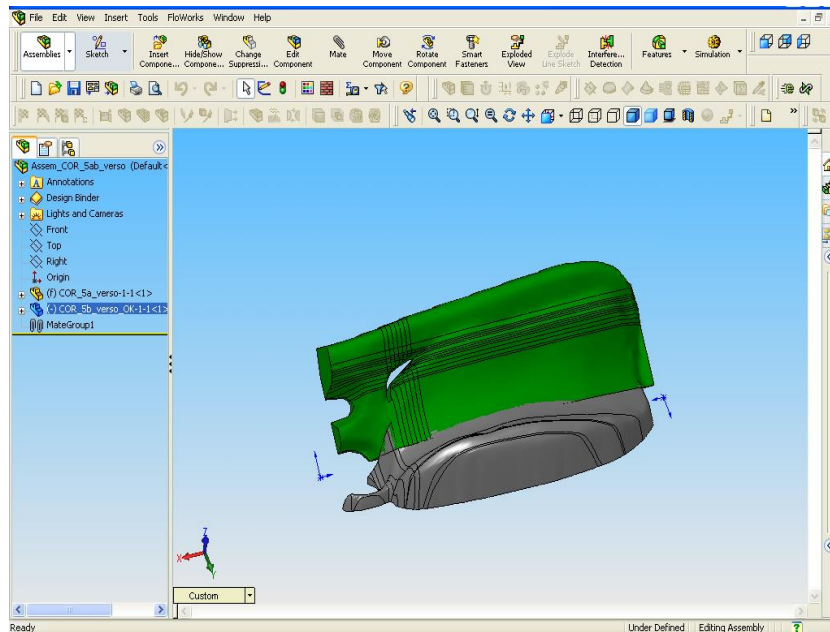 File Edit View Insert Tools FloWorks Window Help
Assemblies Sketch Insert Compone... Hide/Show Compone... Change Suppressi... Edit Component Mate Move Component Rotate Component Smart Fasteners Exploded View Explode Line Sketch Interfere... Detection Features Simulation
Assem_COR_5ab_verso (Default<
Annotations
Design Binder
Lights and Cameras
Front
Top
Right
Origin
(f) COR_5a_verso-1-1<1>
(-) COR_5b_verso_OK-1-1<1>
MateGroup1
Z
X
Y
Custom
Ready Under Defined Editing Assembly